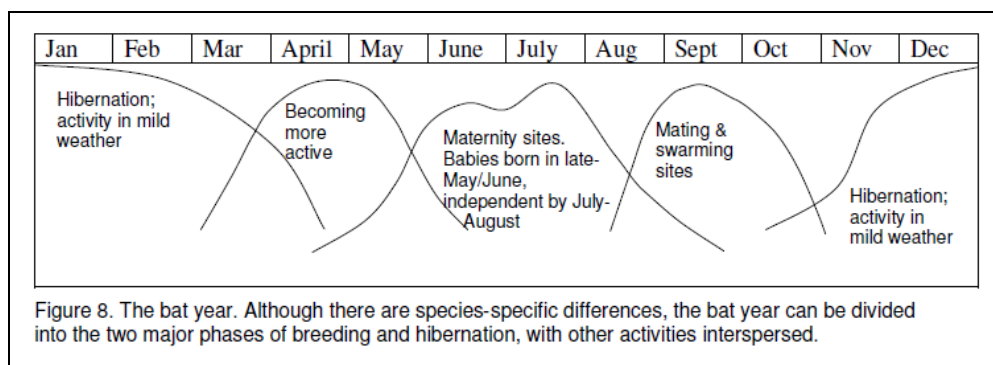 Jan Feb Mar April May June July Aug Sept Oct Nov Dec
Hibernation;
activity in mild
weather
Becoming
more
active
Maternity sites.
Babies born in late-
May/June,
independent by July-
August
Mating &
swarming
sites
Hibernation;
activity in
mild weather
Figure 8. The bat year. Although there are species-specific differences, the bat year can be divided
into the two major phases of breeding and hibernation, with other activities interspersed.